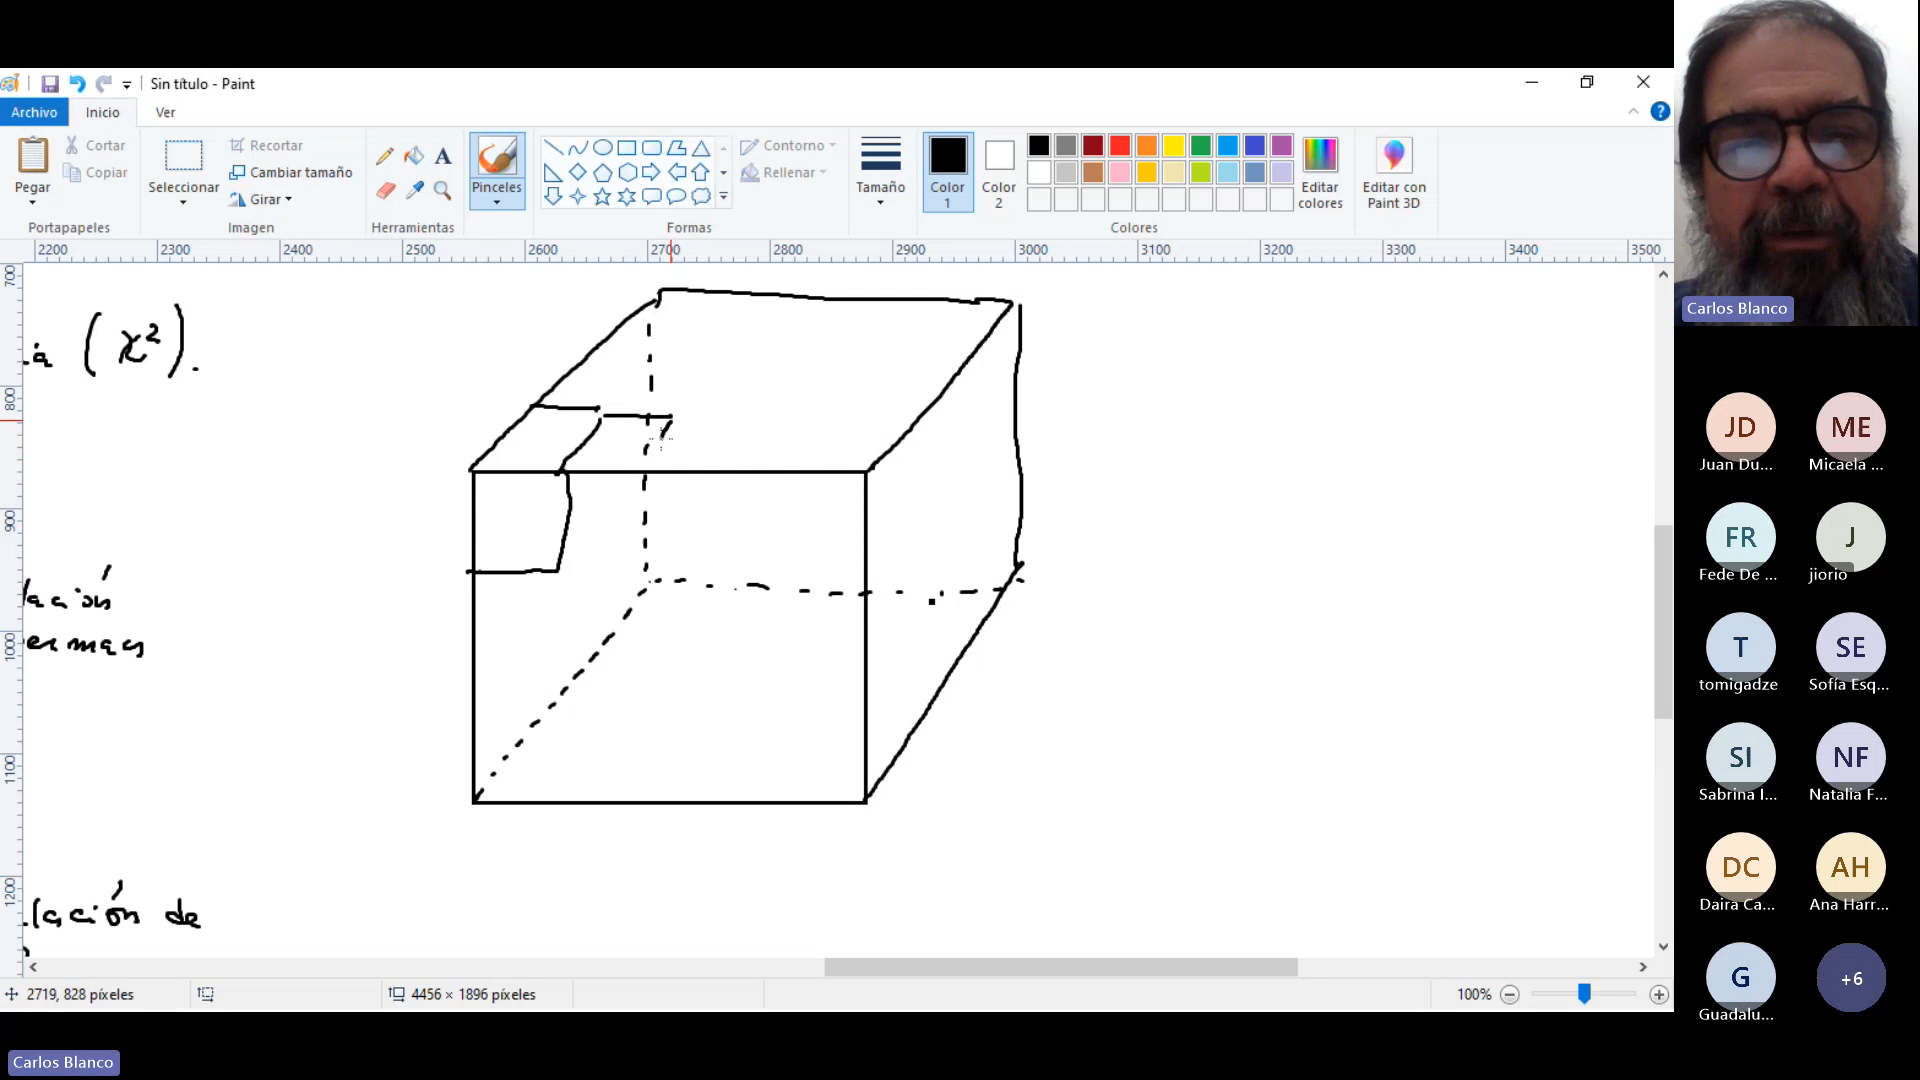 Sin título - Paint
Archivo Inicio Ver
Pegar
Cortar
Copiar
Portapapeles
Seleccionar
Recortar
Cambiar tamaño
Girar
Imagen
A
Herramientas
Pinceles
Contorno
Rellenar
Formas
Tamaño
Color 1
Color 2
Editar colores
Colores
Editar con Paint 3D
2200 2300 2400 2500 2600 2700 2800 2900 3000 3100 3200 3300 3400 3500
700
800
900
1000
1100
1200
(x²).
lación de
2719, 828 píxeles
4456 × 1896 píxeles
100%
Carlos Blanco
Carlos Blanco
JD ME
Juan Du... Micaela ...
FR J
Fede De ... jiorio
T SE
tomigadze Sofía Esq...
SI NF
Sabrina I... Natalia F...
DC AH
Daira Ca... Ana Harr...
G +6
Guadalu...